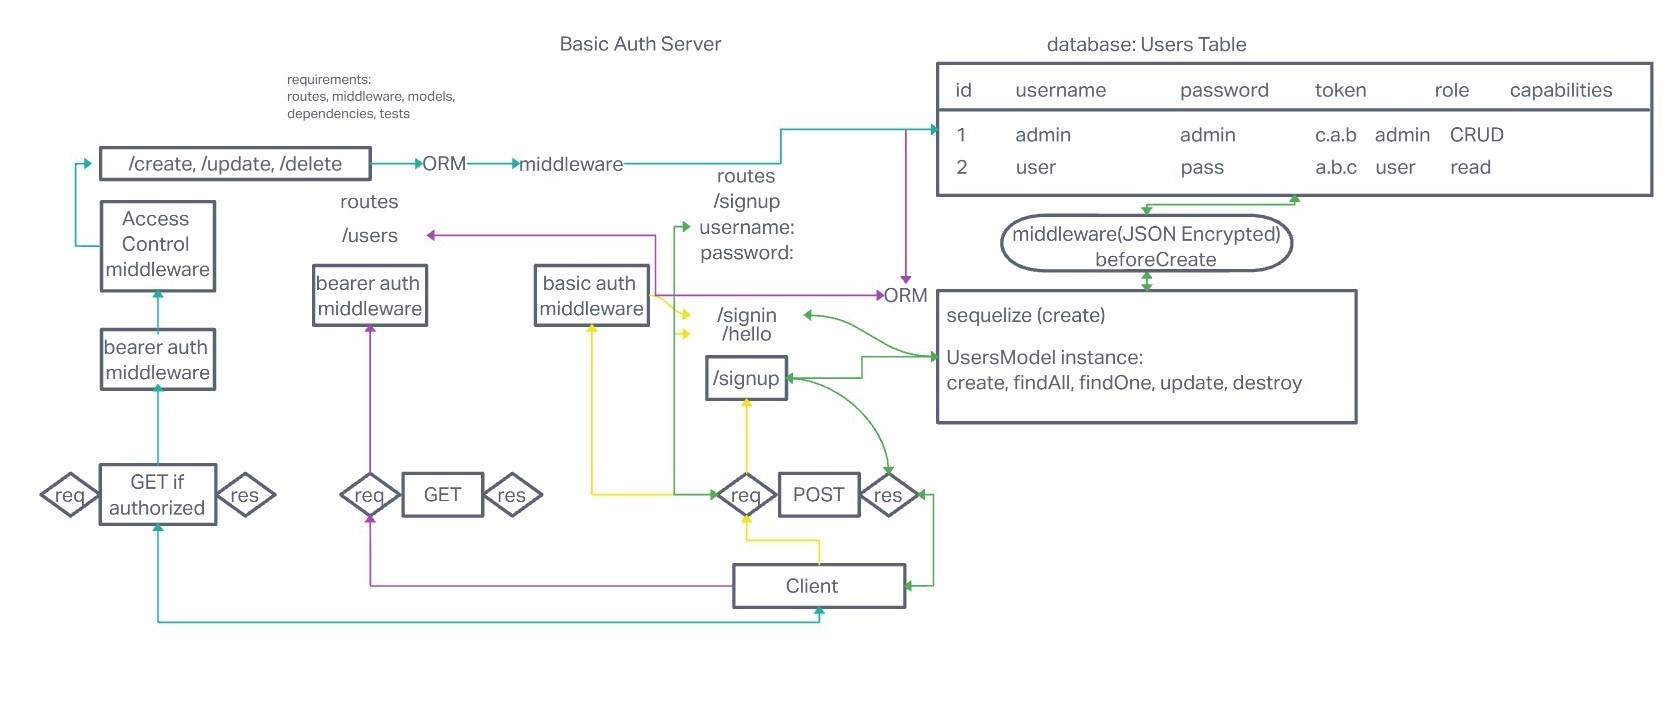 Basic Auth Server
database: Users Table
requirements:
routes, middleware, models,
dependencies, tests
id username password token role capabilities
1 admin admin c.a.b admin CRUD
2 user pass a.b.c user read
/create, /update, /delete
ORM
middleware
routes
/signup
username:
password:
routes
/users
Access
Control
middleware
middleware(JSON Encrypted)
beforeCreate
bearer auth
middleware
basic auth
middleware
ORM
/signin
/hello
sequelize (create)
UsersModel instance:
create, findAll, findOne, update, destroy
bearer auth
middleware
/signup
req
GET if
authorized
res
req
GET
res
req
POST
res
Client